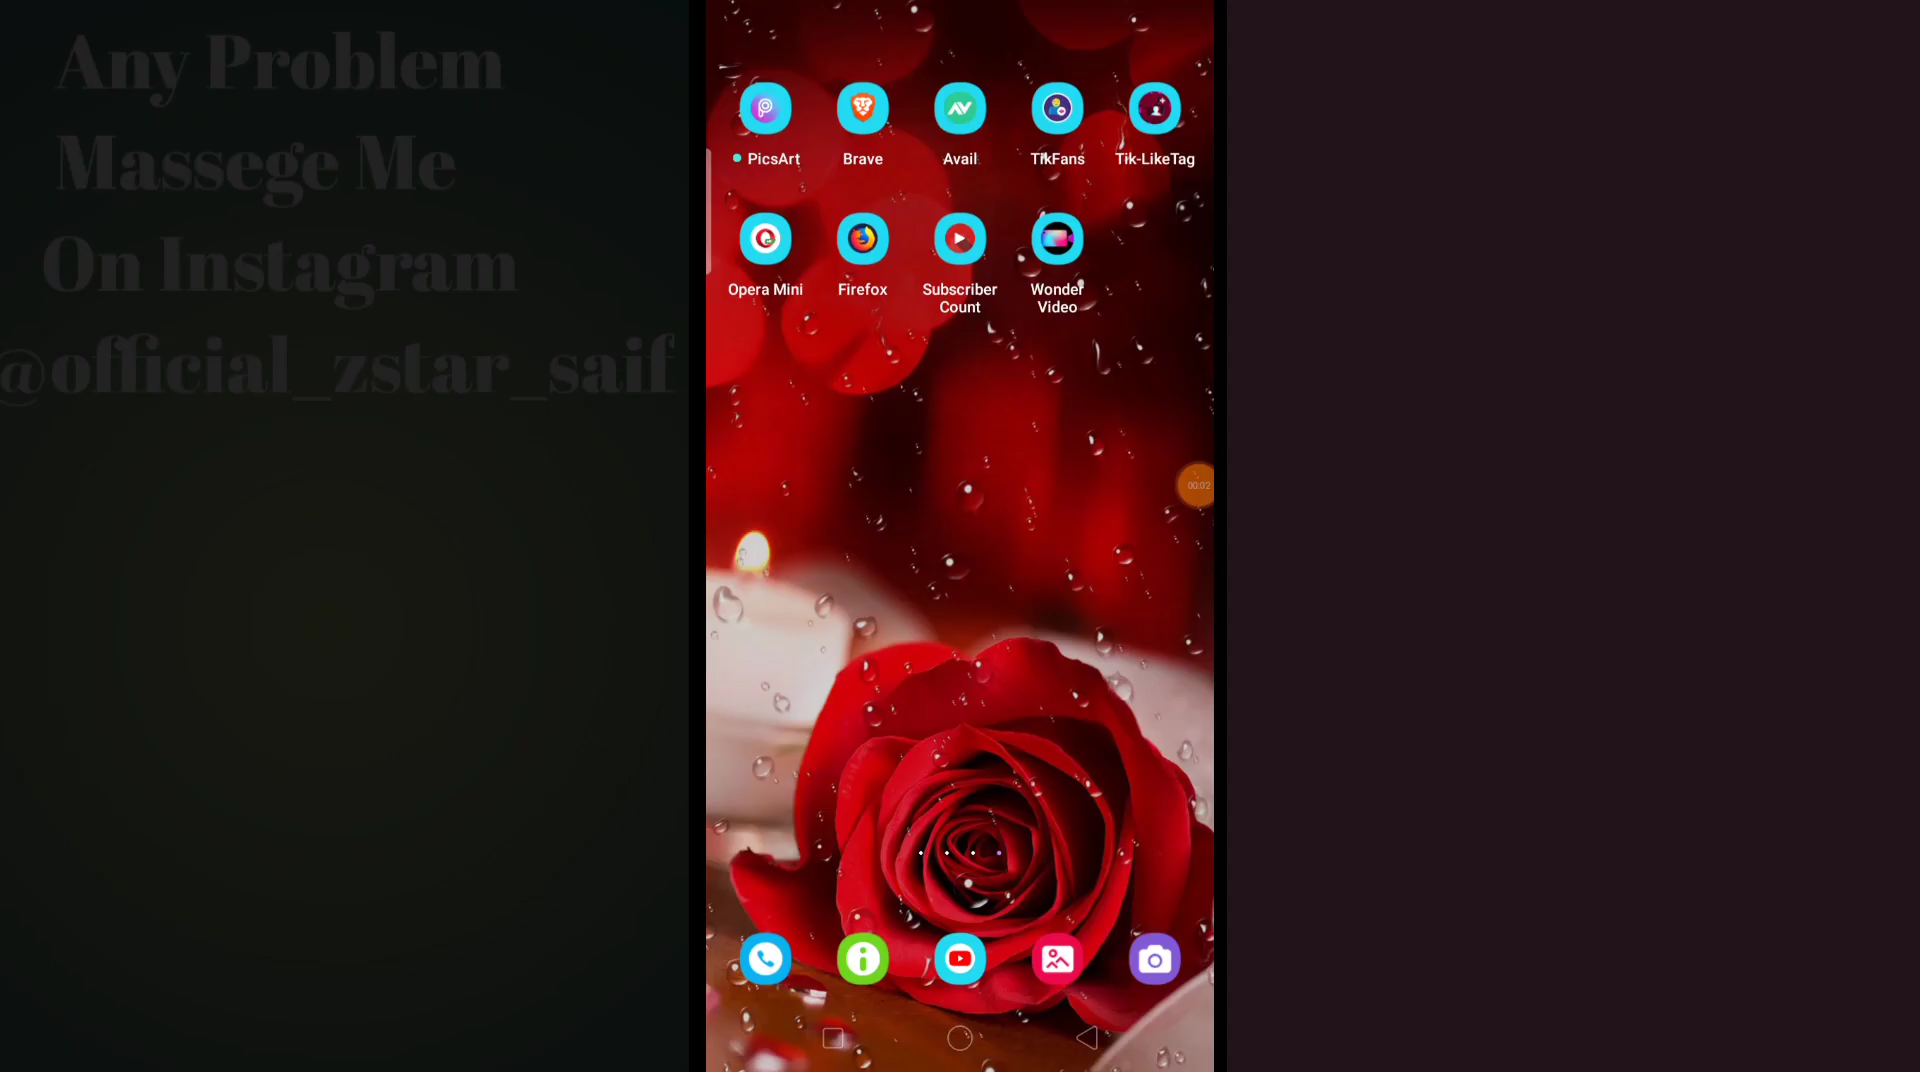 Any Problem
Massege Me
On Instagram
@official_zstar_saif
PicsArt
Brave
Avail
TikFans
Tik-LikeTag
Opera Mini
Firefox
Subscriber
Count
Wonder
Video
00:02